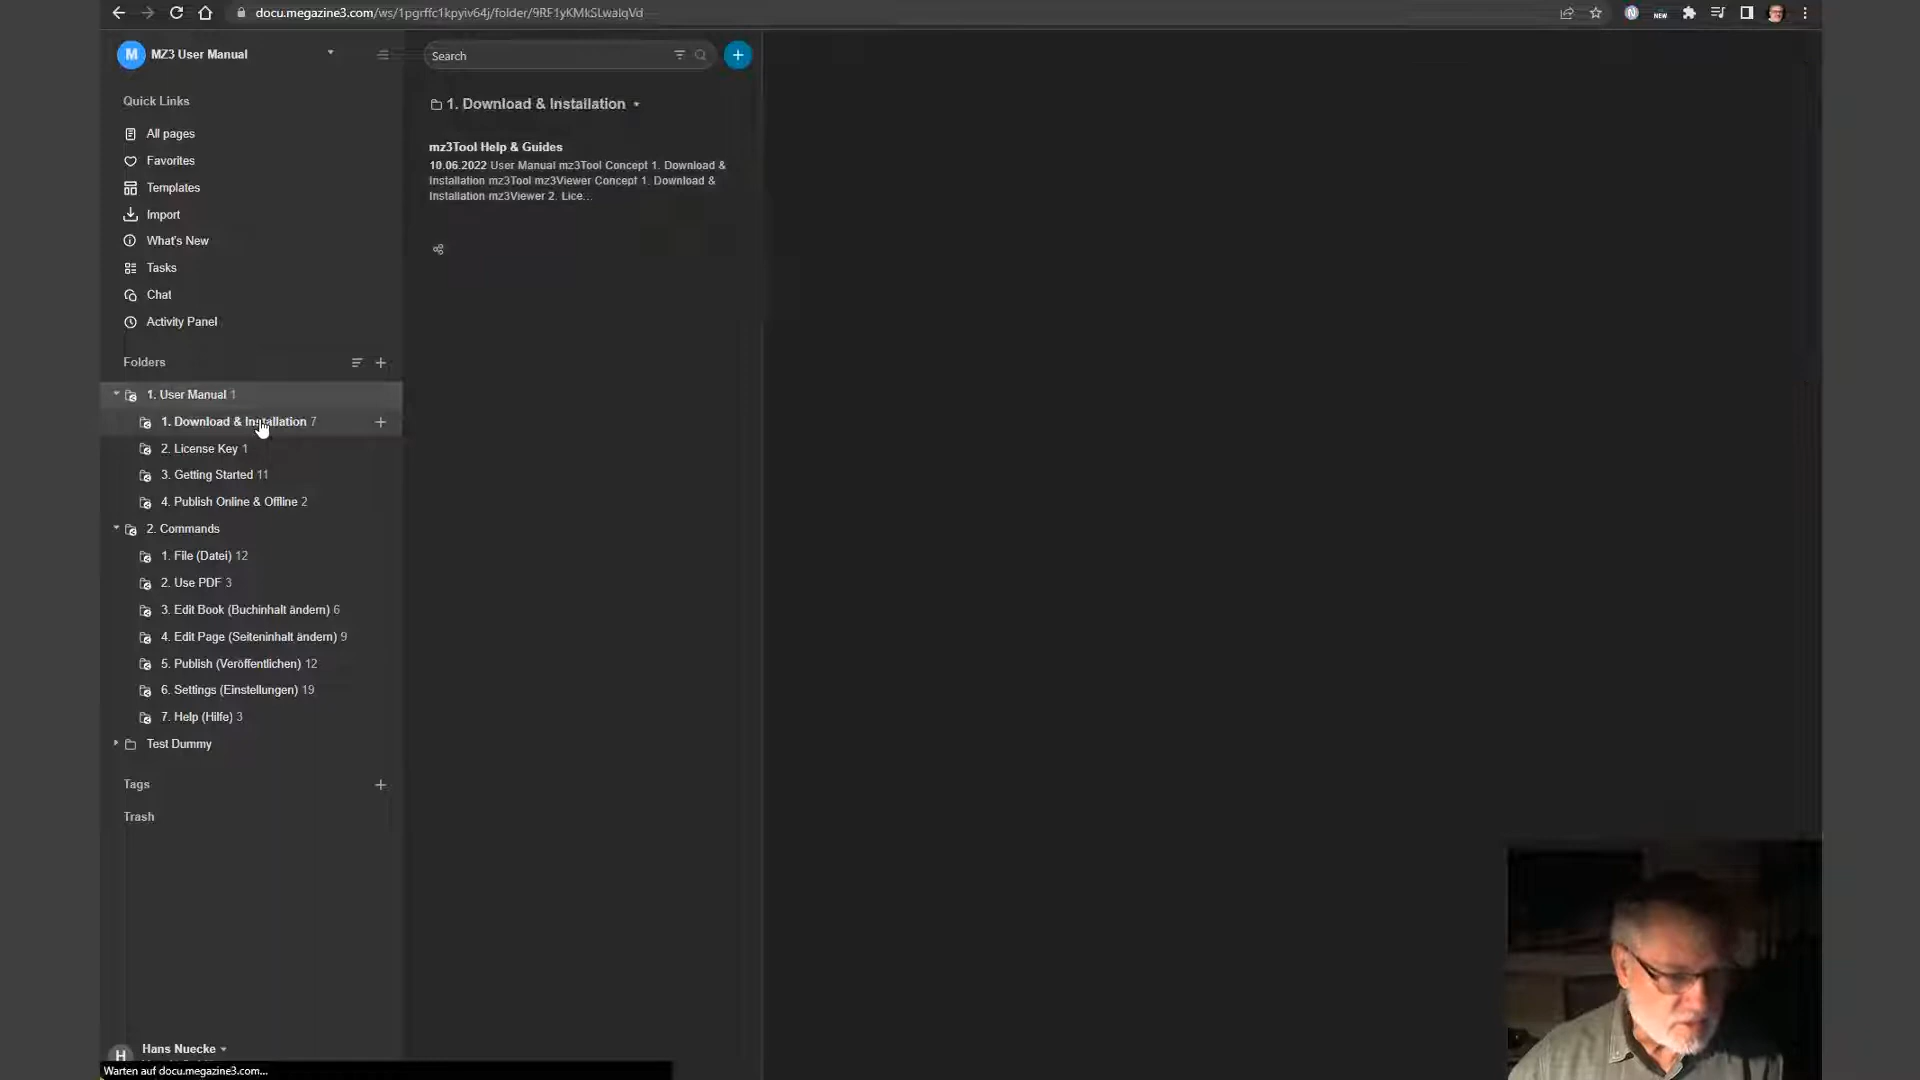 docu.megazine3.com/ws/1pgrffc1kpyiv64j/folder/9RF1yKMkSLwalqVd
NEW
M MZ3 User Manual
Quick Links
All pages
Favorites
Templates
Import
What's New
Tasks
Chat
Activity Panel
Folders
1. User Manual 1
1. Download & Installation 7
2. License Key 1
3. Getting Started 11
4. Publish Online & Offline 2
2. Commands
1. File (Datei) 12
2. Use PDF 3
3. Edit Book (Buchinhalt ändern) 6
4. Edit Page (Seiteninhalt ändern) 9
5. Publish (Veröffentlichen) 12
6. Settings (Einstellungen) 19
7. Help (Hilfe) 3
Test Dummy
Tags
Trash
H Hans Nuecke
Warten auf docu.megazine3.com...
Search
1. Download & Installation
mz3Tool Help & Guides
10.06.2022 User Manual mz3Tool Concept 1. Download &
Installation mz3Tool mz3Viewer Concept 1. Download &
Installation mz3Viewer 2. Lice...